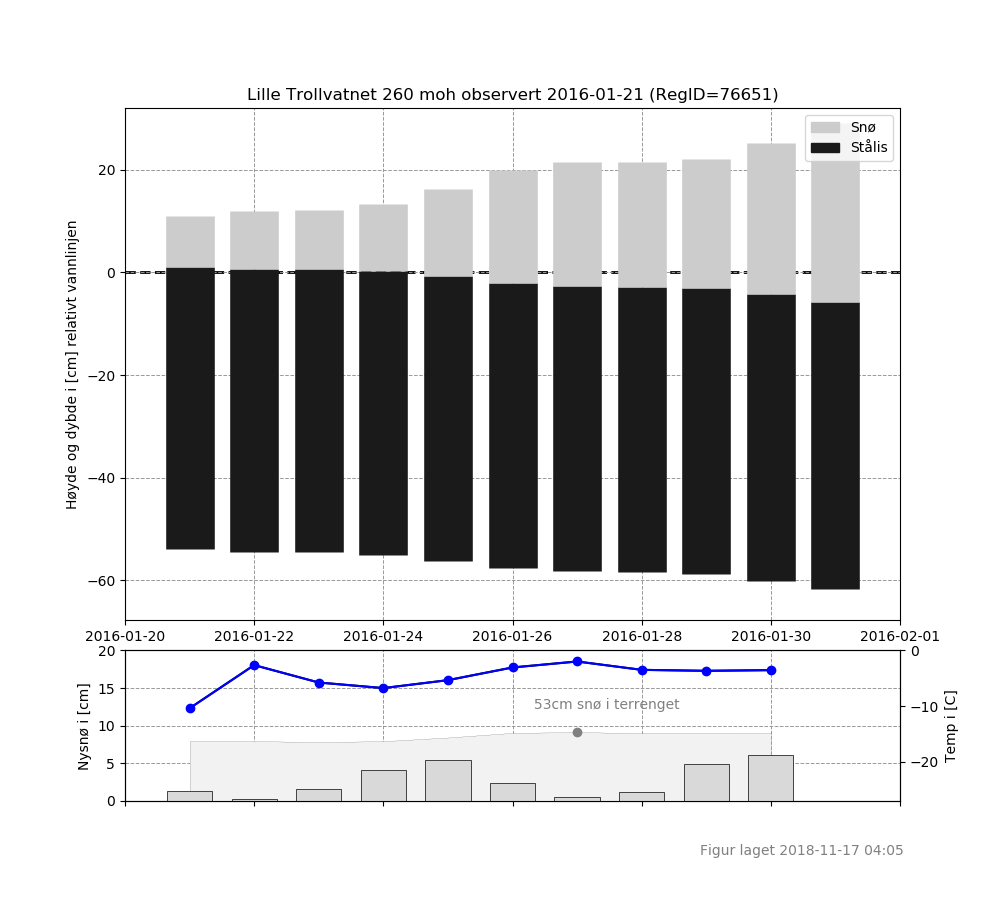 Lille Trollvatnet 260 moh observert 2016-01-21 (RegID=76651)
Snø
Stålis
Høyde og dybde i [cm] relativt vannlinjen
20
0
−20
−40
−60
2016-01-20 2016-01-22 2016-01-24 2016-01-26 2016-01-28 2016-01-30 2016-02-01
Nysnø i [cm]
20
15
10
5
0
53cm snø i terrenget
0
−10
−20
Temp i [C]
Figur laget 2018-11-17 04:05